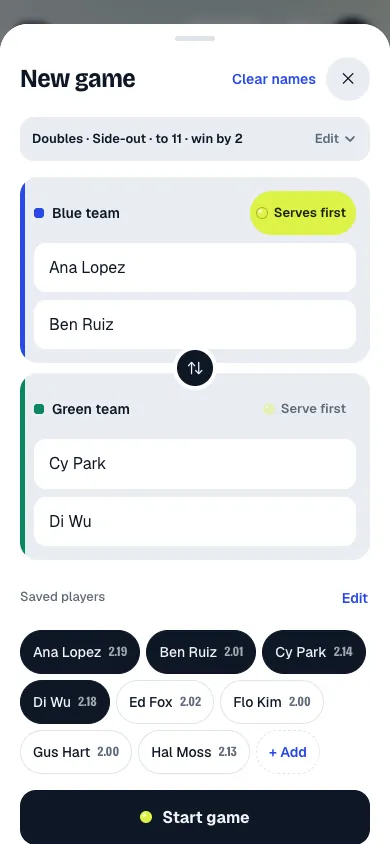 New game
Clear names
Doubles · Side-out · to 11 · win by 2
Edit
Blue team
Serves first
Ana Lopez
Ben Ruiz
Green team
Serve first
Cy Park
Di Wu
Saved players
Edit
Ana Lopez 2.19
Ben Ruiz 2.01
Cy Park 2.14
Di Wu 2.18
Ed Fox 2.02
Flo Kim 2.00
Gus Hart 2.00
Hal Moss 2.13
+ Add
Start game